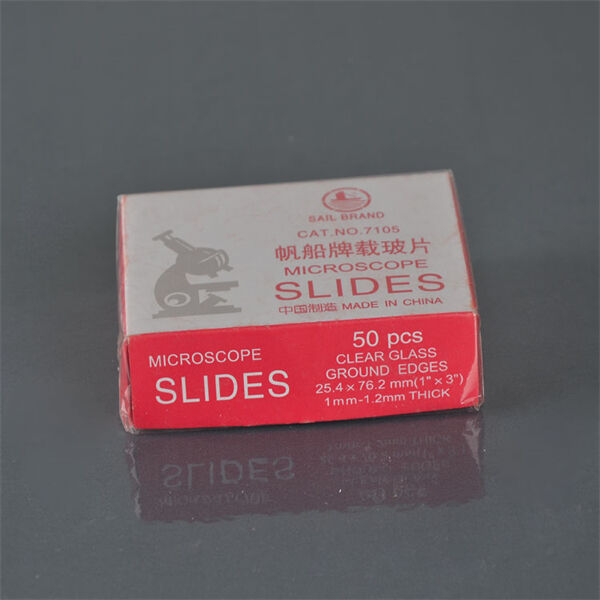 SAIL BRAND
CAT.NO.7105
帆船牌载玻片
MICROSCOPE
SLIDES
中国制造 MADE IN CHINA
MICROSCOPE
SLIDES
50 pcs
CLEAR GLASS
GROUND EDGES
25.4 x 76.2 mm(1" x 3")
1mm-1.2mm THICK